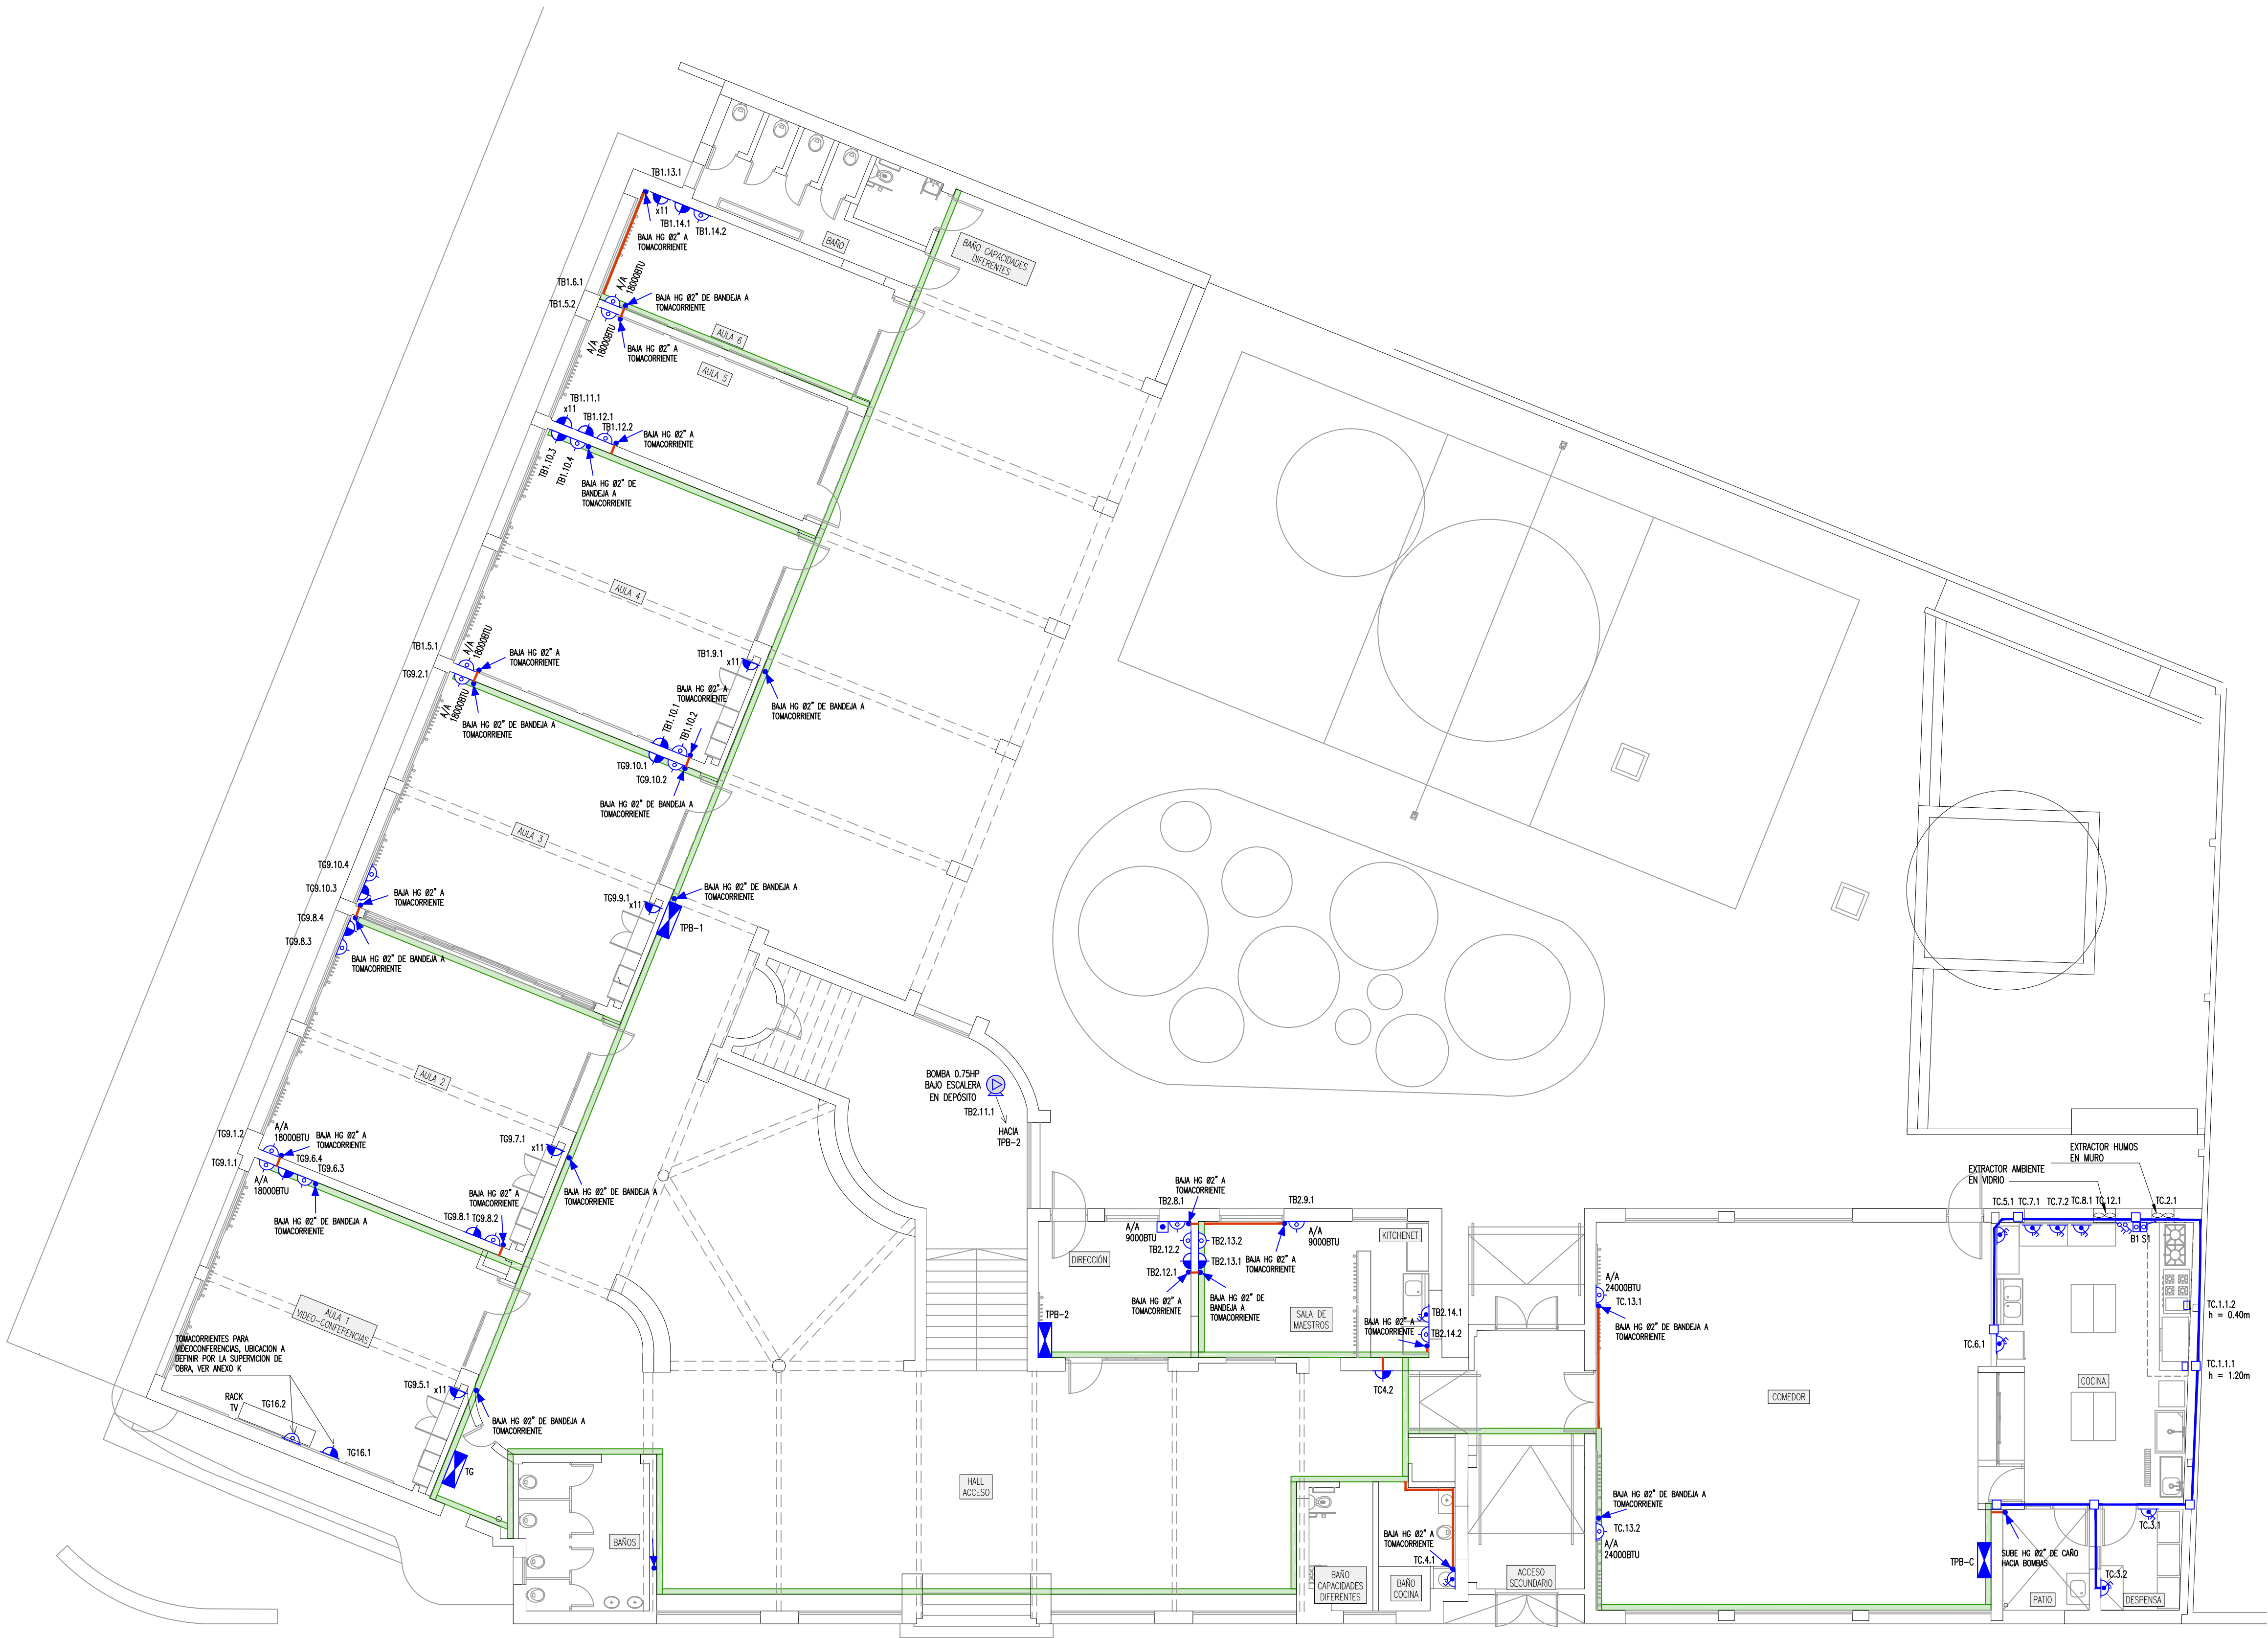 TB1.13.1
x11
TB1.14.1
TB1.14.2
BAJA HG Ø2" A
TOMACORRIENTE
BAÑO
BAÑO CAPACIDADES
DIFERENTES
TB1.6.1
TB1.5.2
A/A
18000BTU
BAJA HG Ø2" DE BANDEJA A
TOMACORRIENTE
A/A
18000BTU
BAJA HG Ø2" A
TOMACORRIENTE
AULA 6
AULA 5
TB1.11.1
x11
TB1.12.1
TB1.12.2
BAJA HG Ø2" A
TOMACORRIENTE
TB1.10.3
TB1.10.4
BAJA HG Ø2" DE
BANDEJA A
TOMACORRIENTE
AULA 4
TB1.5.1
TG9.2.1
A/A
18000BTU
BAJA HG Ø2" A
TOMACORRIENTE
A/A
18000BTU
BAJA HG Ø2" DE BANDEJA A
TOMACORRIENTE
TB1.9.1
x11
BAJA HG Ø2" A
TOMACORRIENTE
BAJA HG Ø2" DE BANDEJA A
TOMACORRIENTE
TB1.10.1
TB1.10.2
TG9.10.1
TG9.10.2
BAJA HG Ø2" DE BANDEJA A
TOMACORRIENTE
AULA 3
TG9.10.4
TG9.10.3
BAJA HG Ø2" A
TOMACORRIENTE
TG9.8.4
TG9.8.3
BAJA HG Ø2" DE BANDEJA A
TOMACORRIENTE
TG9.9.1
x11
BAJA HG Ø2" DE BANDEJA A
TOMACORRIENTE
TPB-1
AULA 2
BOMBA 0.75HP
BAJO ESCALERA
EN DEPÓSITO
TB2.11.1
HACIA
TPB-2
TG9.1.2
TG9.1.1
A/A
18000BTU
BAJA HG Ø2" A
TOMACORRIENTE
TG9.6.4
TG9.6.3
A/A
18000BTU
BAJA HG Ø2" DE BANDEJA A
TOMACORRIENTE
TG9.7.1
x11
BAJA HG Ø2" A
TOMACORRIENTE
BAJA HG Ø2" DE BANDEJA A
TOMACORRIENTE
TG9.8.1
TG9.8.2
AULA 1
VIDEO-CONFERENCIAS
TOMACORRIENTES PARA
VIDEOCONFERENCIAS, UBICACION A
DEFINIR POR LA SUPERVICION DE
OBRA, VER ANEXO K
RACK
TV
TG16.2
TG16.1
TG9.5.1
x11
BAJA HG Ø2" DE BANDEJA A
TOMACORRIENTE
TG
BAÑOS
HALL
ACCESO
DIRECCIÓN
TPB-2
BAJA HG Ø2" A
TOMACORRIENTE
TB2.8.1
A/A
9000BTU
TB2.9.1
A/A
9000BTU
TB2.12.2
TB2.13.2
TB2.12.1
TB2.13.1
BAJA HG Ø2" A
TOMACORRIENTE
BAJA HG Ø2" A
TOMACORRIENTE
BAJA HG Ø2" DE
BANDEJA A
TOMACORRIENTE
SALA DE
MAESTROS
KITCHENET
BAJA HG Ø2" A
TOMACORRIENTE
TB2.14.1
TB2.14.2
TC4.2
BAJA HG Ø2" A
TOMACORRIENTE
TC.4.1
BAÑO
CAPACIDADES
DIFERENTES
BAÑO
COCINA
ACCESO
SECUNDARIO
A/A
24000BTU
TC.13.1
BAJA HG Ø2" DE BANDEJA A
TOMACORRIENTE
COMEDOR
BAJA HG Ø2" DE BANDEJA A
TOMACORRIENTE
TC.13.2
A/A
24000BTU
EXTRACTOR HUMOS
EN MURO
EXTRACTOR AMBIENTE
EN VIDRIO
TC.5.1
TC.7.1
TC.7.2
TC.8.1
TC.12.1
TC.2.1
B1 S1
TC.1.1.2
h = 0.40m
TC.6.1
TC.1.1.1
h = 1.20m
COCINA
TC.3.1
TPB-C
SUBE HG Ø2" DE CAÑO
HACIA BOMBAS
TC.3.2
PATIO
DESPENSA